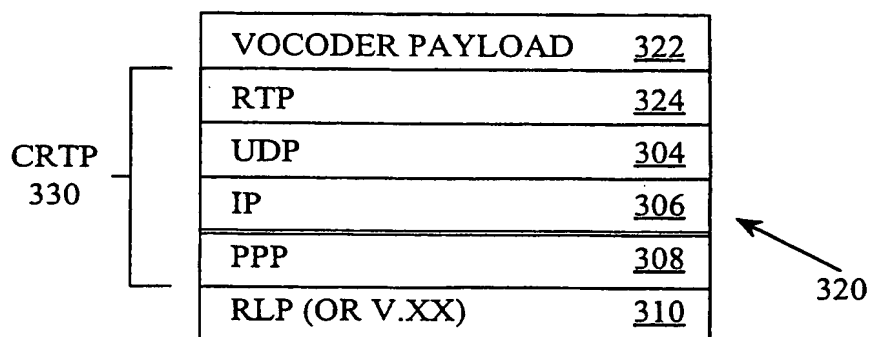 VOCODER PAYLOAD 322
RTP 324
CRTP
330
UDP 304
IP 306
PPP 308
320
RLP (OR V.XX) 310